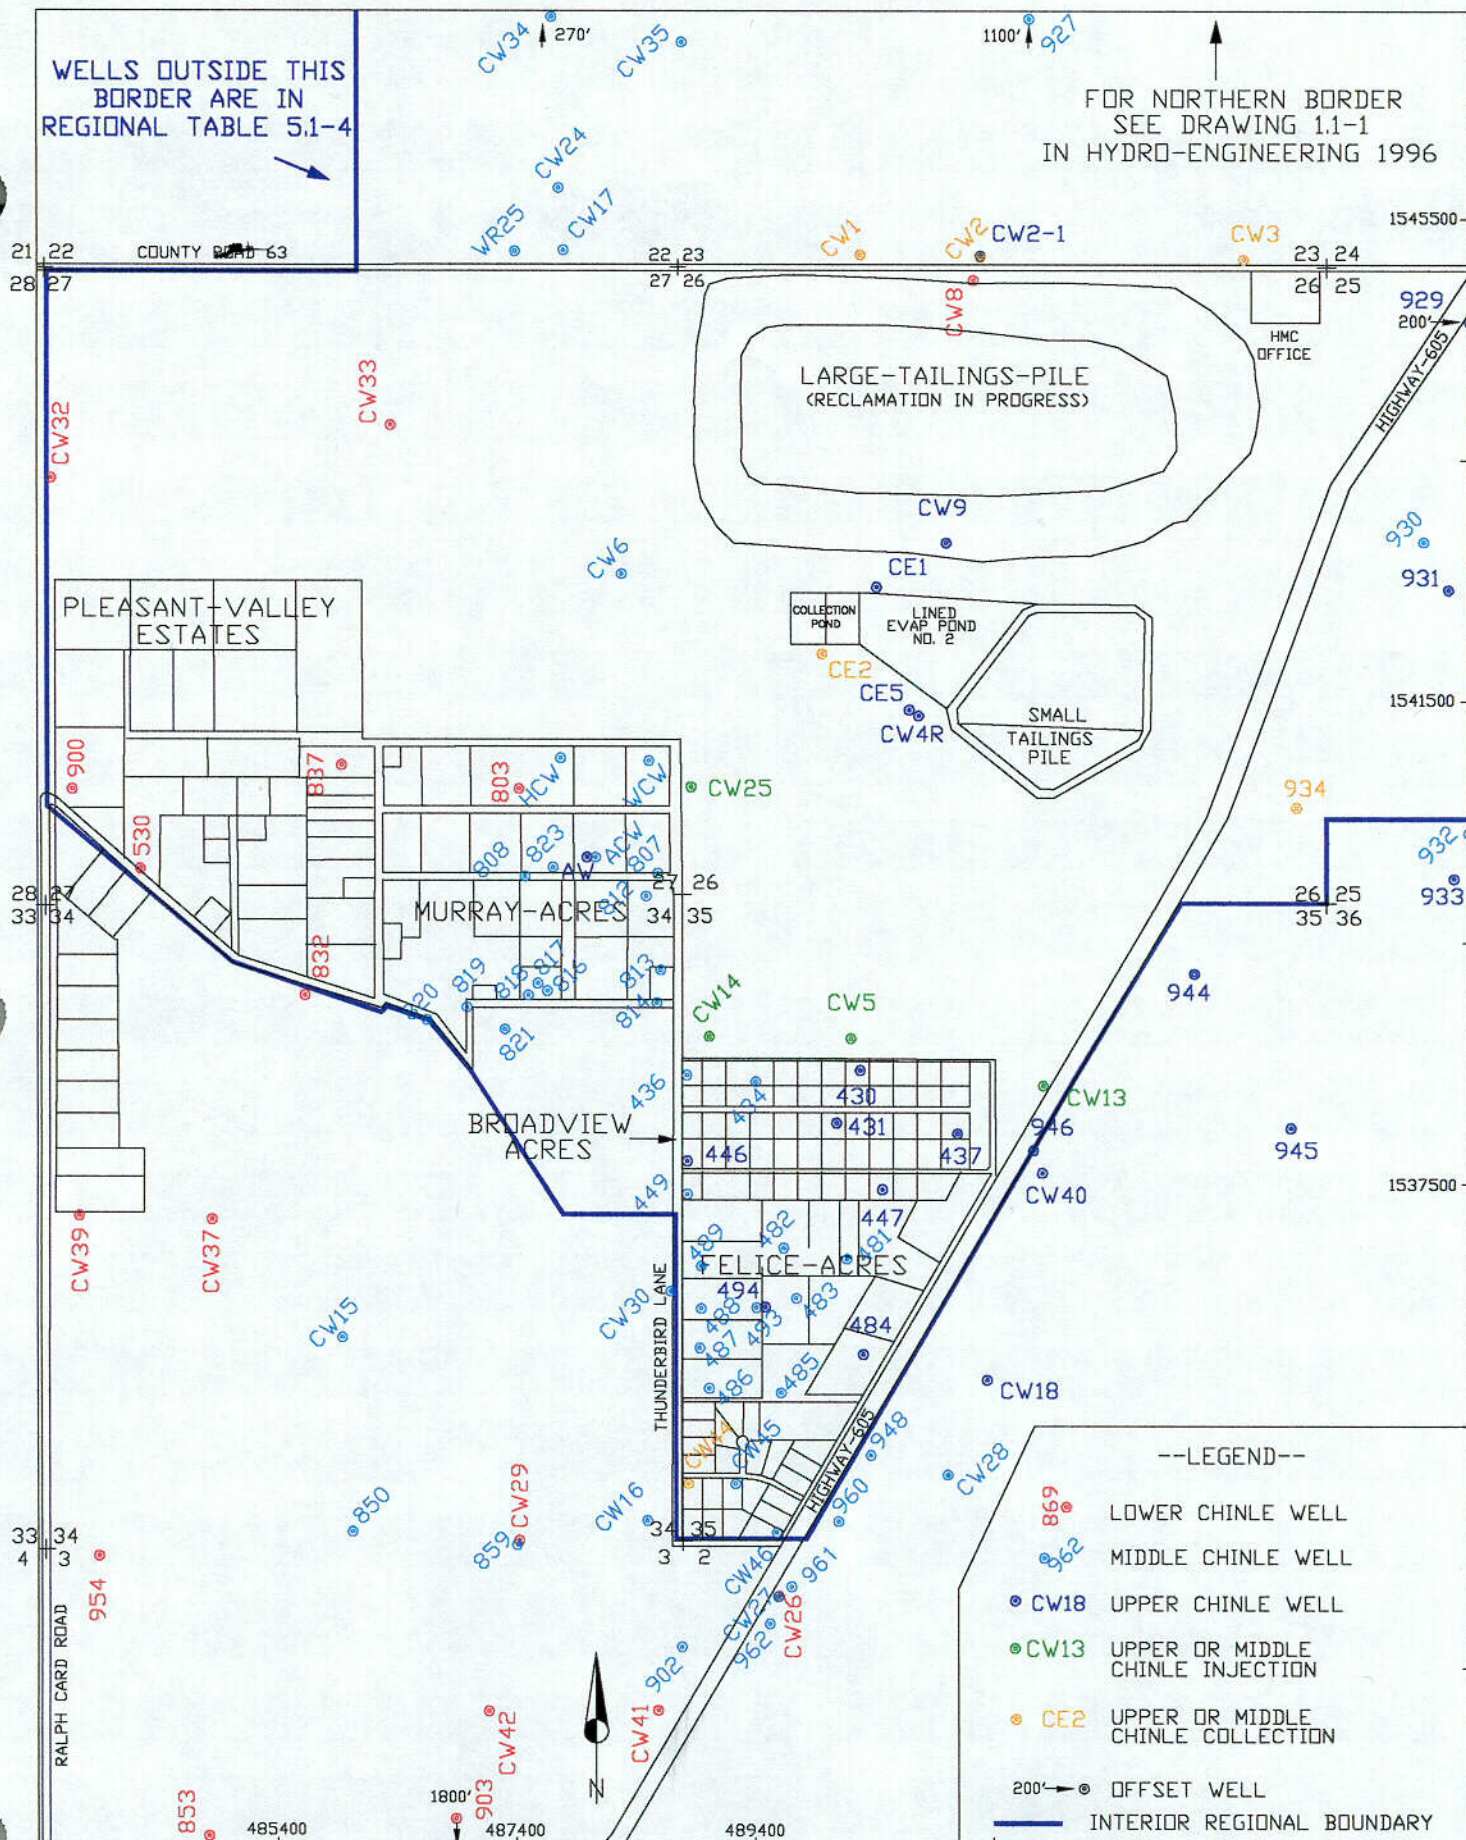 CW34
270'
CW35
1100'
927
WELLS OUTSIDE THIS
BORDER ARE IN
REGIONAL TABLE 5.1-4
FOR NORTHERN BORDER
SEE DRAWING 1.1-1
IN HYDRO-ENGINEERING 1996
CW24
WR25
CW17
CW1
CW2
CW2-1
CW3
1545500
21 22
COUNTY ROAD 63
22 23
23 24
28 27
27 26
26 25
CW8
HMC
OFFICE
929
200'
HIGHWAY-605
CW33
LARGE-TAILINGS-PILE
(RECLAMATION IN PROGRESS)
CW32
CW9
930
CW6
CE1
931
PLEASANT-VALLEY
ESTATES
COLLECTION
POND
LINED
EVAP POND
NO. 2
CE2
CE5
CW4R
SMALL
TAILINGS
PILE
1541500
900
837
803
HCW
WCW
CW25
934
530
808
823
AW
ACW
807
932
933
28 27
33 34
812
27 26
34 35
26 25
35 36
MURRAY-ACRES
832
820
819
818
817
816
813
814
821
CW14
CW5
944
436
434
430
CW13
BROADVIEW
ACRES
431
446
437
946
945
449
447
CW40
1537500
CW39
CW37
489
482
481
FELICE-ACRES
CW15
CW30
THUNDERBIRD LANE
494
488
493
483
487
484
486
485
CW18
CW44
CW45
HIGHWAY-605
948
CW28
850
CW29
859
CW16
960
33 34
4 3
34 35
3 2
954
CW46
961
CW27
CW26
962
902
RALPH CARD ROAD
CW42
CW41
N
853
1800'
903
485400
487400
489400
--LEGEND--
869 LOWER CHINLE WELL
962 MIDDLE CHINLE WELL
CW18 UPPER CHINLE WELL
CW13 UPPER OR MIDDLE
CHINLE INJECTION
CE2 UPPER OR MIDDLE
CHINLE COLLECTION
200' OFFSET WELL
INTERIOR REGIONAL BOUNDARY